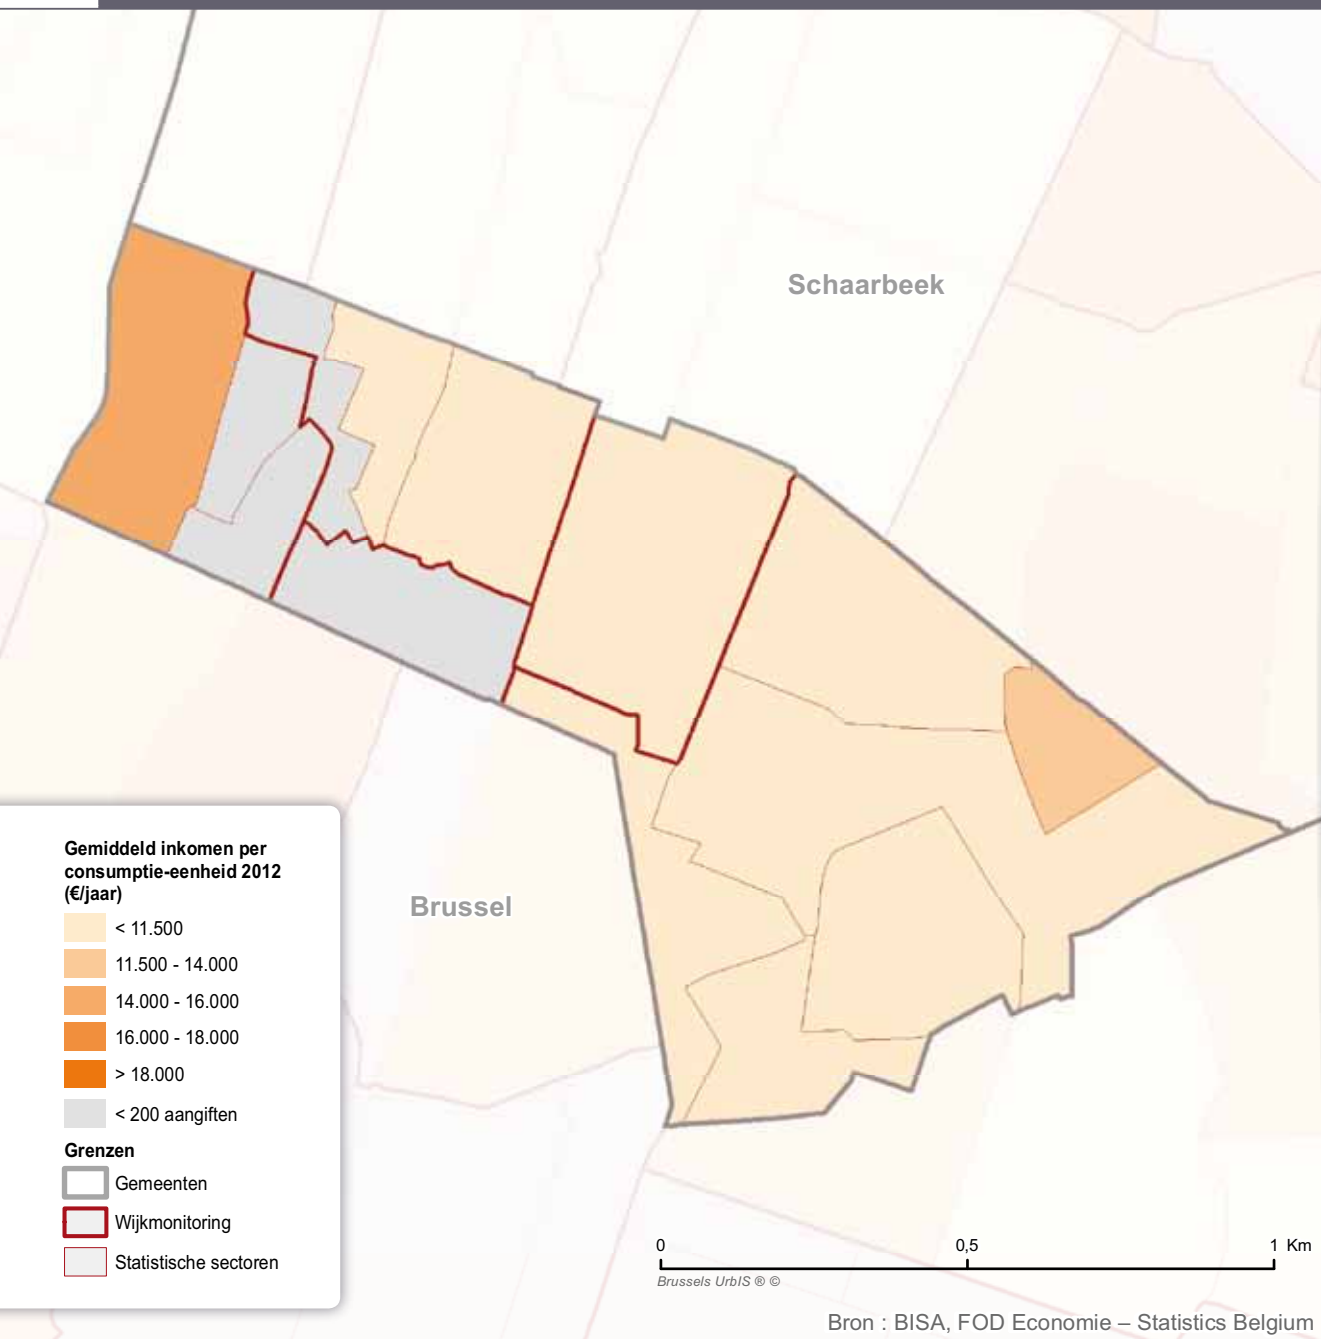 Schaarbeek
Brussel
Gemiddeld inkomen per
consumptie-eenheid 2012
(€/jaar)
< 11.500
11.500 - 14.000
14.000 - 16.000
16.000 - 18.000
> 18.000
< 200 aangiften
Grenzen
Gemeenten
Wijkmonitoring
Statistische sectoren
0 0,5 1 Km
Brussels UrbIS ® ©
Bron : BISA, FOD Economie – Statistics Belgium